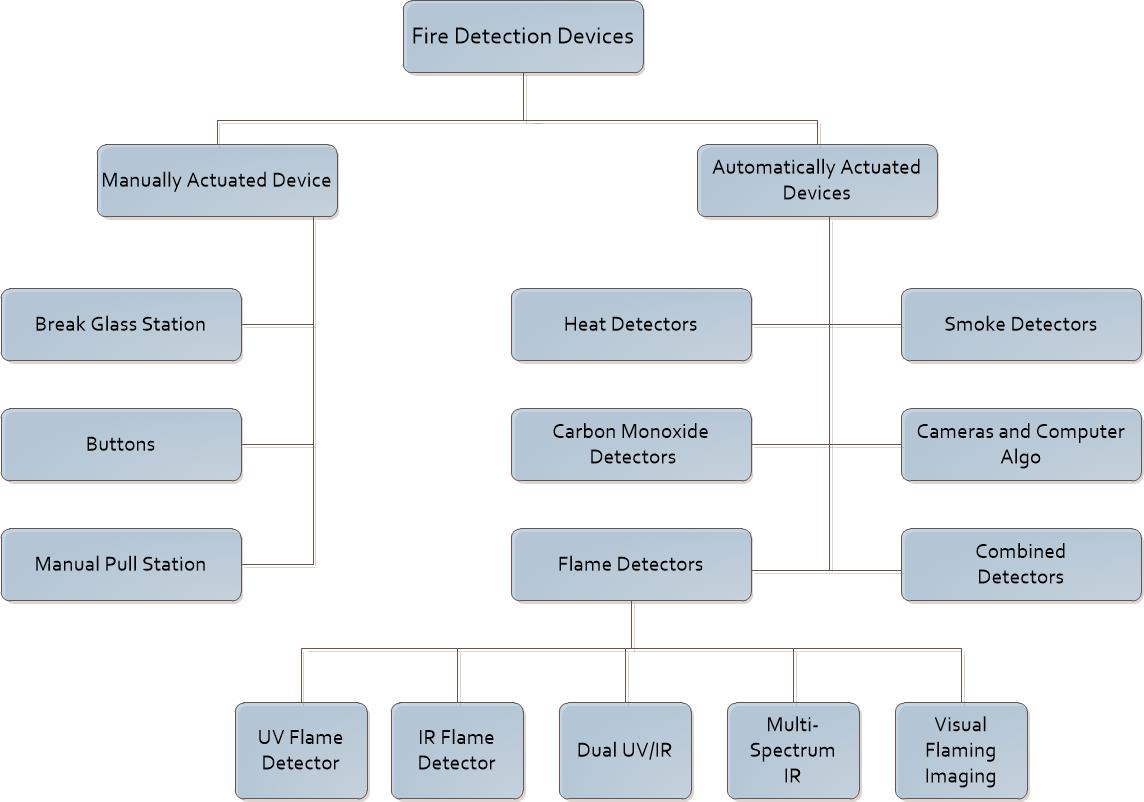 Fire Detection Devices
Manually Actuated Device
Automatically Actuated
Devices
Break Glass Station
Heat Detectors
Smoke Detectors
Buttons
Carbon Monoxide
Detectors
Cameras and Computer
Algo
Manual Pull Station
Flame Detectors
Combined
Detectors
UV Flame
Detector
IR Flame
Detector
Dual UV/IR
Multi-
Spectrum
IR
Visual
Flaming
Imaging